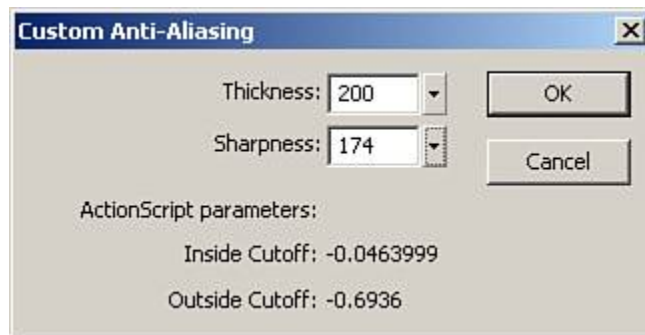 Custom Anti-Aliasing
Thickness: 200
OK
Sharpness: 174
Cancel
ActionScript parameters:
Inside Cutoff: -0.0463999
Outside Cutoff: -0.6936